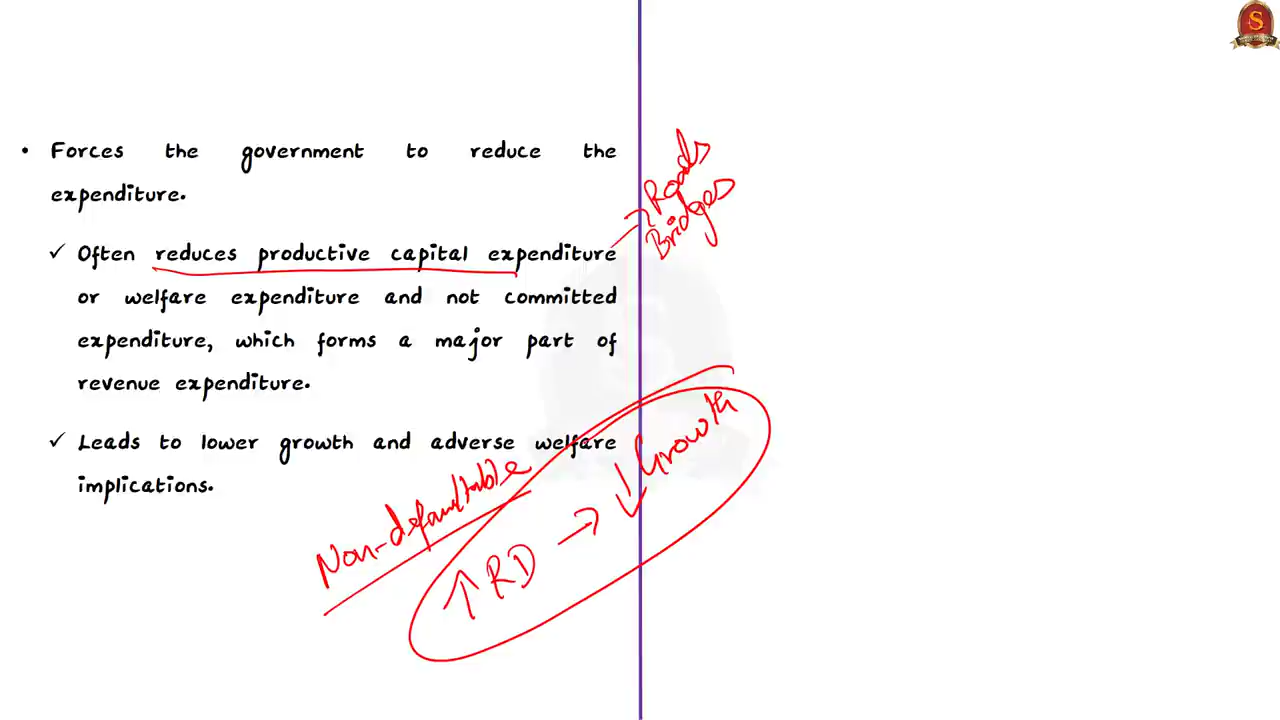 • Forces the government to reduce the
expenditure.
✓ Often reduces productive capital expenditure
or welfare expenditure and not committed
expenditure, which forms a major part of
revenue expenditure.
✓ Leads to lower growth and adverse welfare
implications.
→ Roads
Bridges
Non-defaultable
↑ RD → ↓ Growth
S